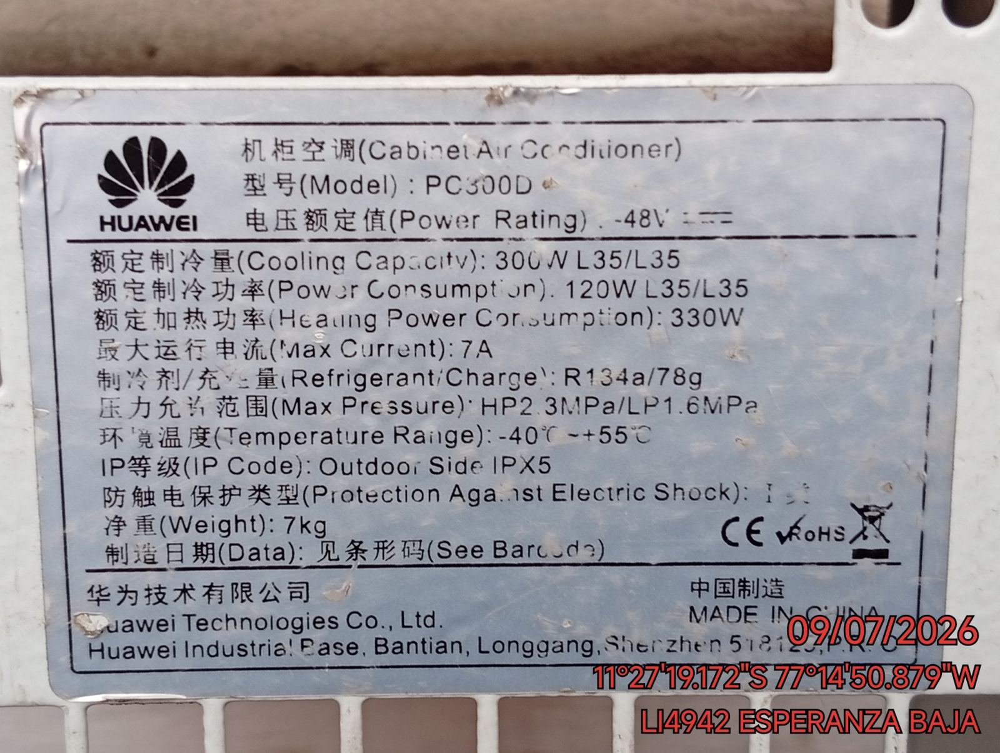 HUAWEI
机柜空调(Cabinet Air Conditioner)
型号(Model) : PC300D
电压额定值(Power Rating) : -48V
额定制冷量(Cooling Capacity): 300W L35/L35
额定制冷功率(Power Consumption): 120W L35/L35
额定加热功率(Heating Power Consumption): 330W
最大运行电流(Max Current): 7A
制冷剂/充注量(Refrigerant/Charge): R134a/78g
压力允许范围(Max Pressure): HP2.3MPa/LP1.6MPa
环境温度(Temperature Range): -40℃ ~+55℃
IP等级(IP Code): Outdoor Side IPX5
防触电保护类型(Protection Against Electric Shock): I
净重(Weight): 7kg
制造日期(Data): 见条形码(See Barcode)
CE RoHS
华为技术有限公司
Huawei Technologies Co., Ltd.
Huawei Industrial Base, Bantian, Longgang, Shenzhen 518129, P.R. C
中国制造
MADE IN CHINA
09/07/2026
11°27'19.172"S 77°14'50.879"W
LI4942 ESPERANZA BAJA